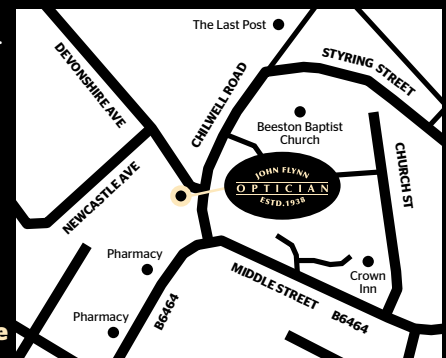 The Last Post
STYRING STREET
DEVONSHIRE AVE
CHILWELL ROAD
Beeston Baptist
Church
JOHN FLYNN
OPTICIAN
ESTD.1938
CHURCH ST
NEWCASTLE AVE
Pharmacy
Crown
Inn
MIDDLE STREET
B6464
Pharmacy
B6464
e